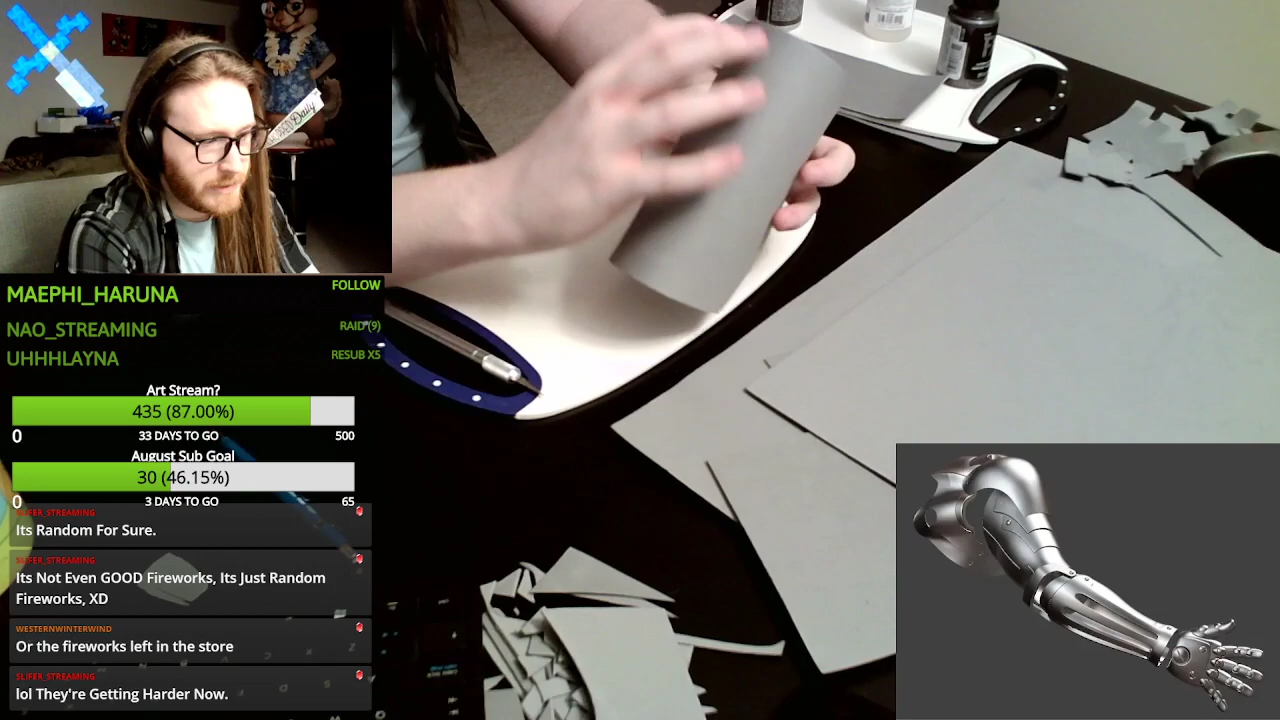 Daily
MAEPHI_HARUNA FOLLOW
NAO_STREAMING RAID (9)
UHHHLAYNA RESUB X5
Art Stream?
435 (87.00%)
0 33 DAYS TO GO 500
August Sub Goal
30 (46.15%)
0 3 DAYS TO GO 65
SLIFER_STREAMING
Its Random For Sure.
SLIFER_STREAMING
Its Not Even GOOD Fireworks, Its Just Random
Fireworks, XD
WESTERNWINTERWIND
Or the fireworks left in the store
SLIFER_STREAMING
lol They're Getting Harder Now.